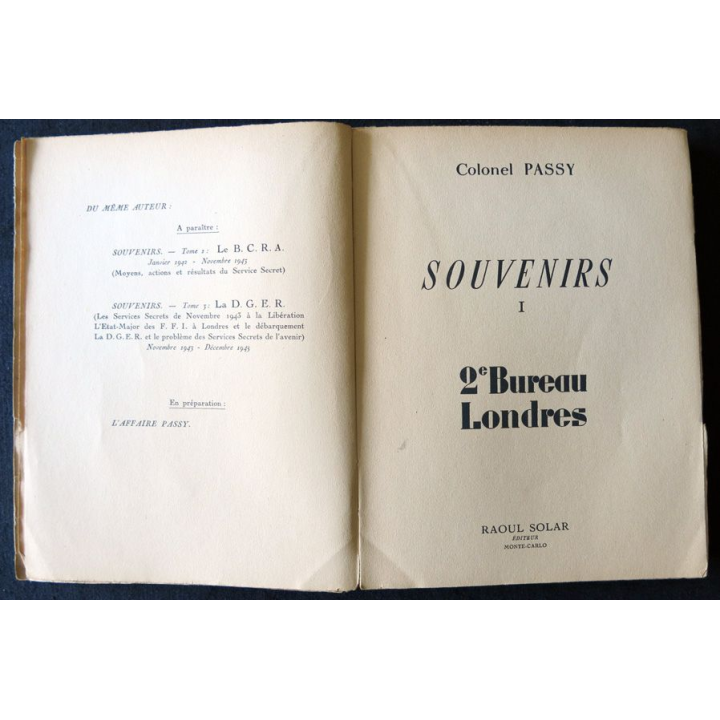 DU MÊME AUTEUR :
A paraître :
SOUVENIRS. — Tome 2 : Le B. C. R. A.
Janvier 1942 - Novembre 1943
(Moyens, actions et résultats du Service Secret)
SOUVENIRS. — Tome 3 : La D. G. E. R.
(Les Services Secrets de Novembre 1943 à la Libération
L'Etat-Major des F. F. I. à Londres et le débarquement
La D. G. E. R. et le problème des Services Secrets de l'avenir)
Novembre 1943 - Décembre 1945
En préparation :
L'AFFAIRE PASSY.
Colonel PASSY
SOUVENIRS
I
2e Bureau
Londres
RAOUL SOLAR
ÉDITEUR
MONTE-CARLO